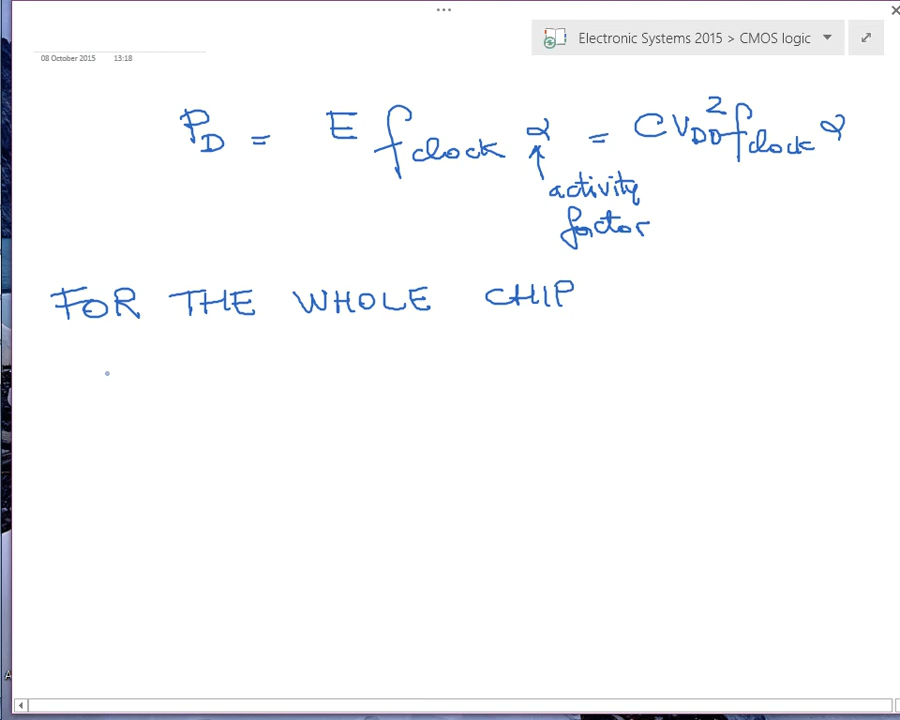 Electronic Systems 2015 > CMOS logic
08 October 2015 13:18
P_D = E f_clock α = C V_DD^2 f_clock α
activity
factor
FOR THE WHOLE CHIP